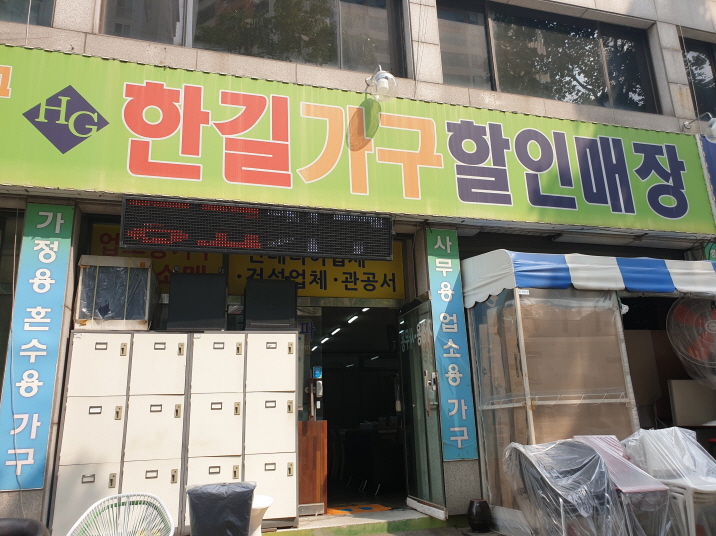 HG 한길가구할인매장
가정용 혼수용 가구
·건설업체·관공서
사무용업소용가구